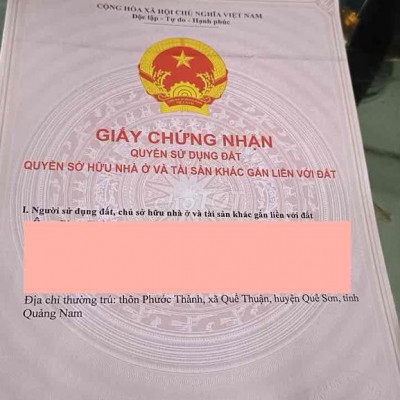 CỘNG HÒA XÃ HỘI CHỦ NGHĨA VIỆT NAM
Độc lập - Tự do - Hạnh phúc
GIẤY CHỨNG NHẬN
QUYỀN SỬ DỤNG ĐẤT
QUYỀN SỞ HỮU NHÀ Ở VÀ TÀI SẢN KHÁC GẮN LIỀN VỚI ĐẤT
I. Người sử dụng đất, chủ sở hữu nhà ở và tài sản khác gắn liền với đất
Địa chỉ thường trú: thôn Phước Thành, xã Quế Thuận, huyện Quế Sơn, tỉnh
Quảng Nam